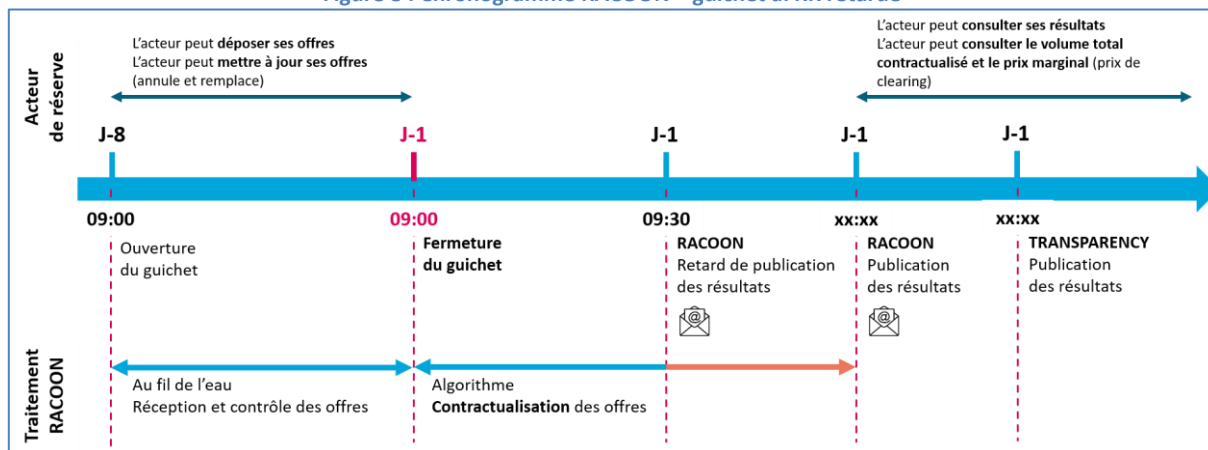 L'acteur peut déposer ses offres
L'acteur peut mettre à jour ses offres
(annule et remplace)
L'acteur peut consulter ses résultats
L'acteur peut consulter le volume total
contractualisé et le prix marginal (prix de
clearing)
Acteur
de réserve
J-8
J-1
J-1
J-1
J-1
09:00
09:00
09:30
xx:xx
xx:xx
Ouverture
du guichet
Fermeture
du guichet
RACOON
Retard de publication
des résultats
RACOON
Publication
des résultats
TRANSPARENCY
Publication
des résultats
Traitement
RACOON
Au fil de l'eau
Réception et contrôle des offres
Algorithme
Contractualisation des offres